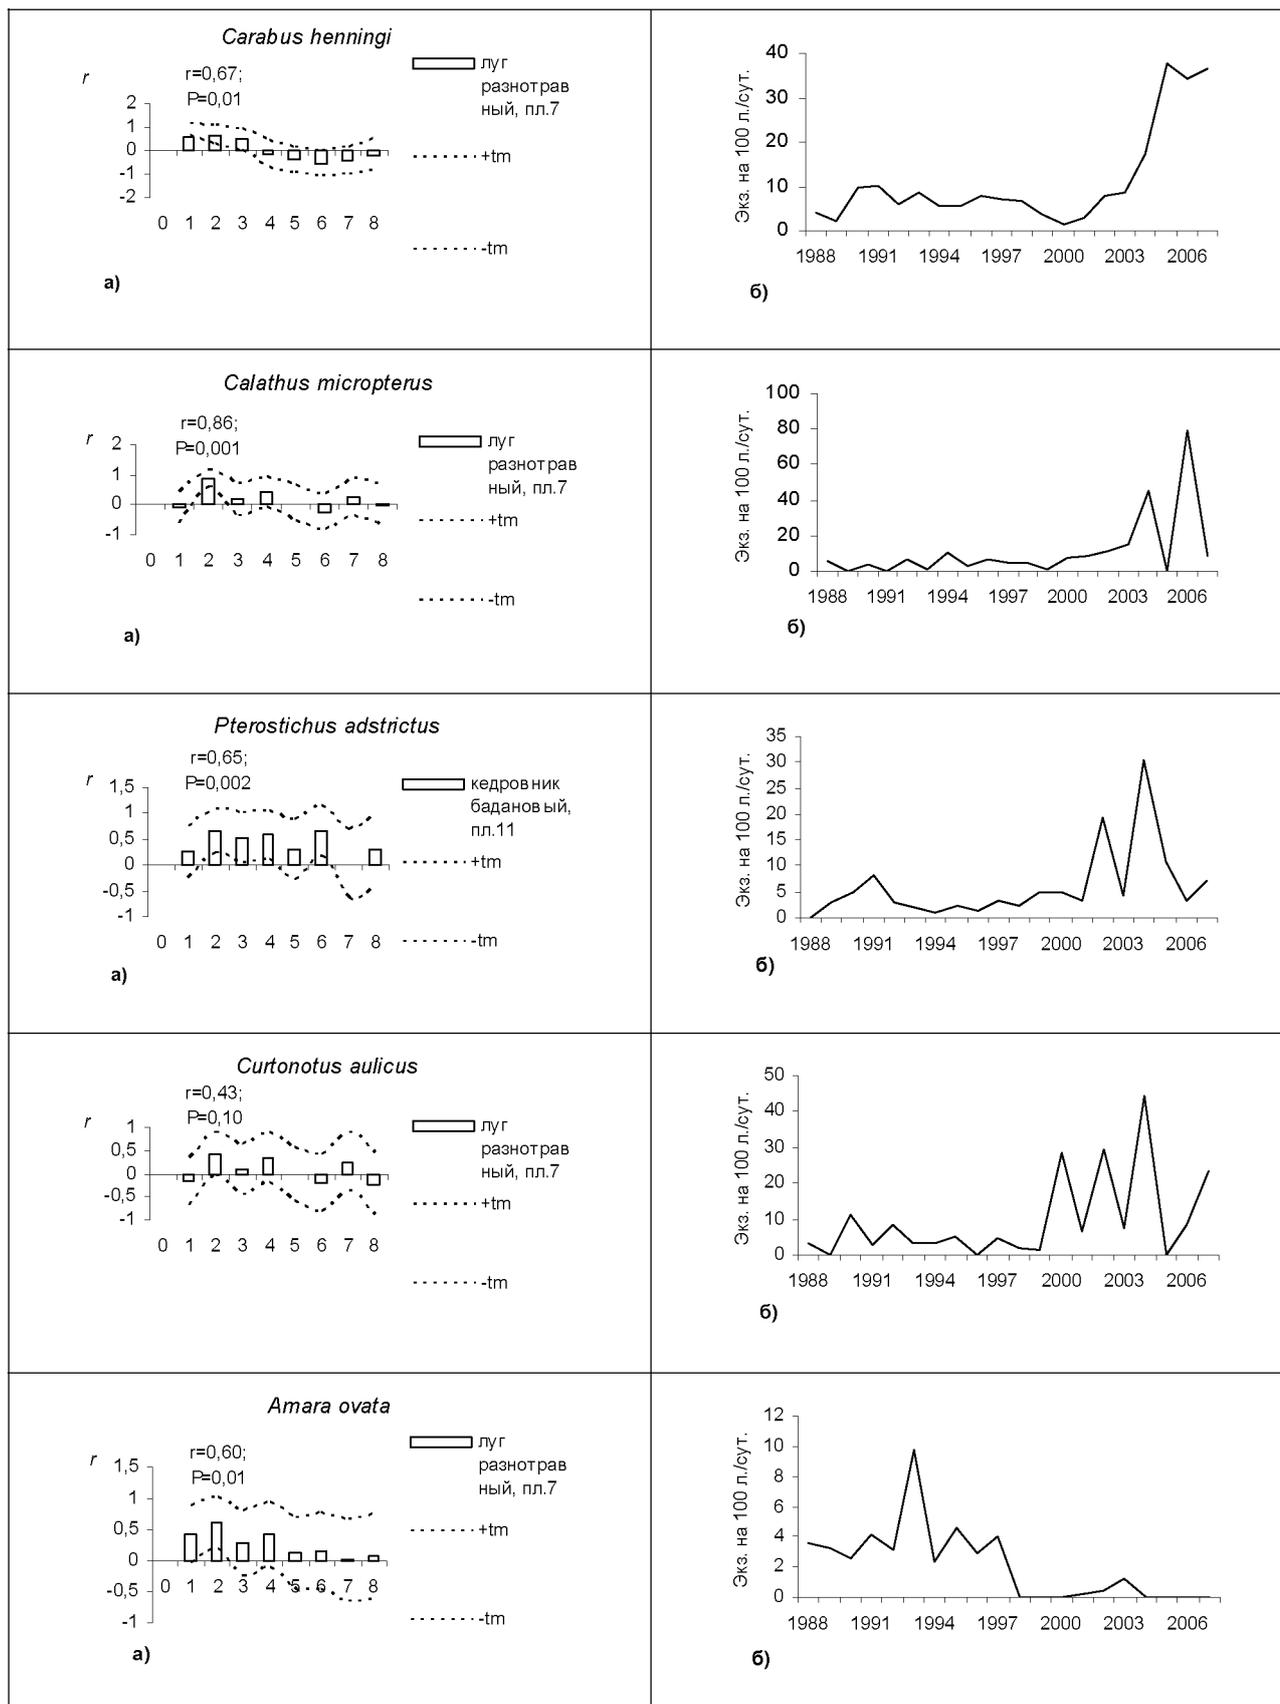 Carabus henningi
r
r=0,67;
P=0,01
2
1
0
-1
-2
0 1 2 3 4 5 6 7 8
луг
разнотрав
ный, пл.7
+tm
-tm
а)
Экз. на 100 л./сут.
40
30
20
10
0
1988 1991 1994 1997 2000 2003 2006
б)
Calathus micropterus
r
r=0,86;
P=0,001
2
1
0
-1
0 1 2 3 4 5 6 7 8
луг
разнотрав
ный, пл.7
+tm
-tm
а)
Экз. на 100 л./сут.
100
80
60
40
20
0
1988 1991 1994 1997 2000 2003 2006
б)
Pterostichus adstrictus
r
r=0,65;
P=0,002
1,5
1
0,5
0
-0,5
-1
0 1 2 3 4 5 6 7 8
кедровник
бадановый,
пл.11
+tm
-tm
а)
Экз. на 100 л./сут.
35
30
25
20
15
10
5
0
1988 1991 1994 1997 2000 2003 2006
б)
Curtonotus aulicus
r
r=0,43;
P=0,10
1
0,5
0
-0,5
-1
0 1 2 3 4 5 6 7 8
луг
разнотрав
ный, пл.7
+tm
-tm
а)
Экз. на 100 л./сут.
50
40
30
20
10
0
1988 1991 1994 1997 2000 2003 2006
б)
Amara ovata
r
r=0,60;
P=0,01
1,5
1
0,5
0
-0,5
-1
0 1 2 3 4 5 6 7 8
луг
разнотрав
ный, пл.7
+tm
-tm
а)
Экз. на 100 л./сут.
12
10
8
6
4
2
0
1988 1991 1994 1997 2000 2003 2006
б)